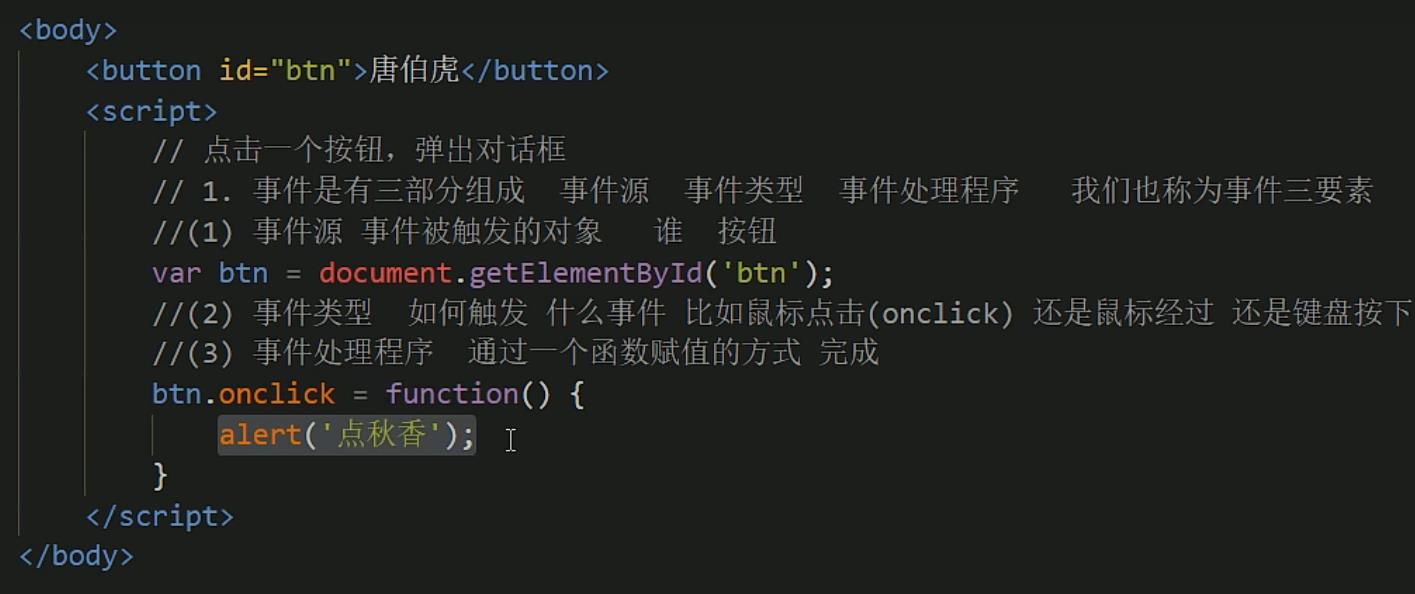 <body>
<button id="btn">唐伯虎</button>
<script>
// 点击一个按钮，弹出对话框
// 1. 事件是有三部分组成 事件源 事件类型 事件处理程序 我们也称为事件三要素
//(1) 事件源 事件被触发的对象 谁 按钮
var btn = document.getElementById('btn');
//(2) 事件类型 如何触发 什么事件 比如鼠标点击(onclick) 还是鼠标经过 还是键盘按下
//(3) 事件处理程序 通过一个函数赋值的方式 完成
btn.onclick = function() {
alert('点秋香');
}
</script>
</body>